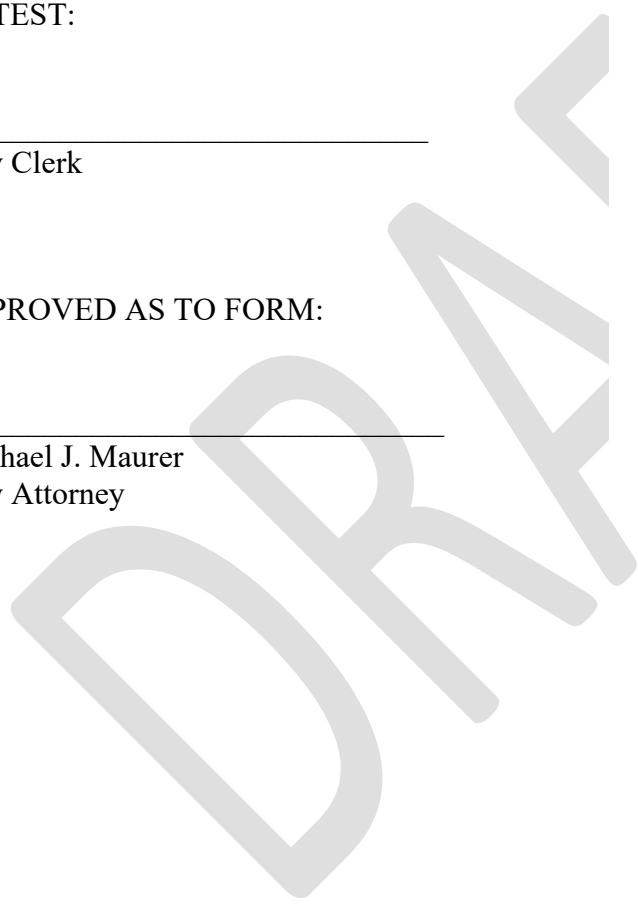 TEST:
y Clerk
PROVED AS TO FORM:
hael J. Maurer
y Attorney
DRA